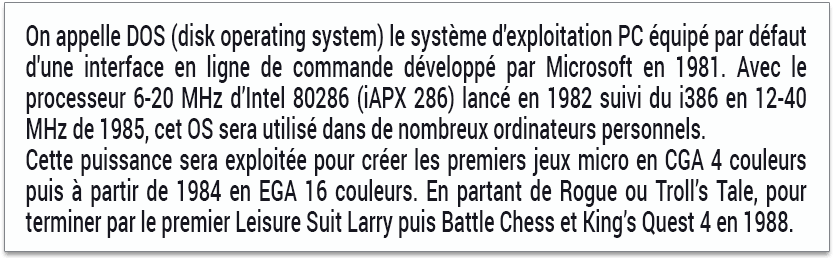 On appelle DOS (disk operating system) le système d'exploitation PC équipé par défaut
d'une interface en ligne de commande développé par Microsoft en 1981. Avec le
processeur 6-20 MHz d'Intel 80286 (iAPX 286) lancé en 1982 suivi du i386 en 12-40
MHz de 1985, cet OS sera utilisé dans de nombreux ordinateurs personnels.
Cette puissance sera exploitée pour créer les premiers jeux micro en CGA 4 couleurs
puis à partir de 1984 en EGA 16 couleurs. En partant de Rogue ou Troll's Tale, pour
terminer par le premier Leisure Suit Larry puis Battle Chess et King's Quest 4 en 1988.